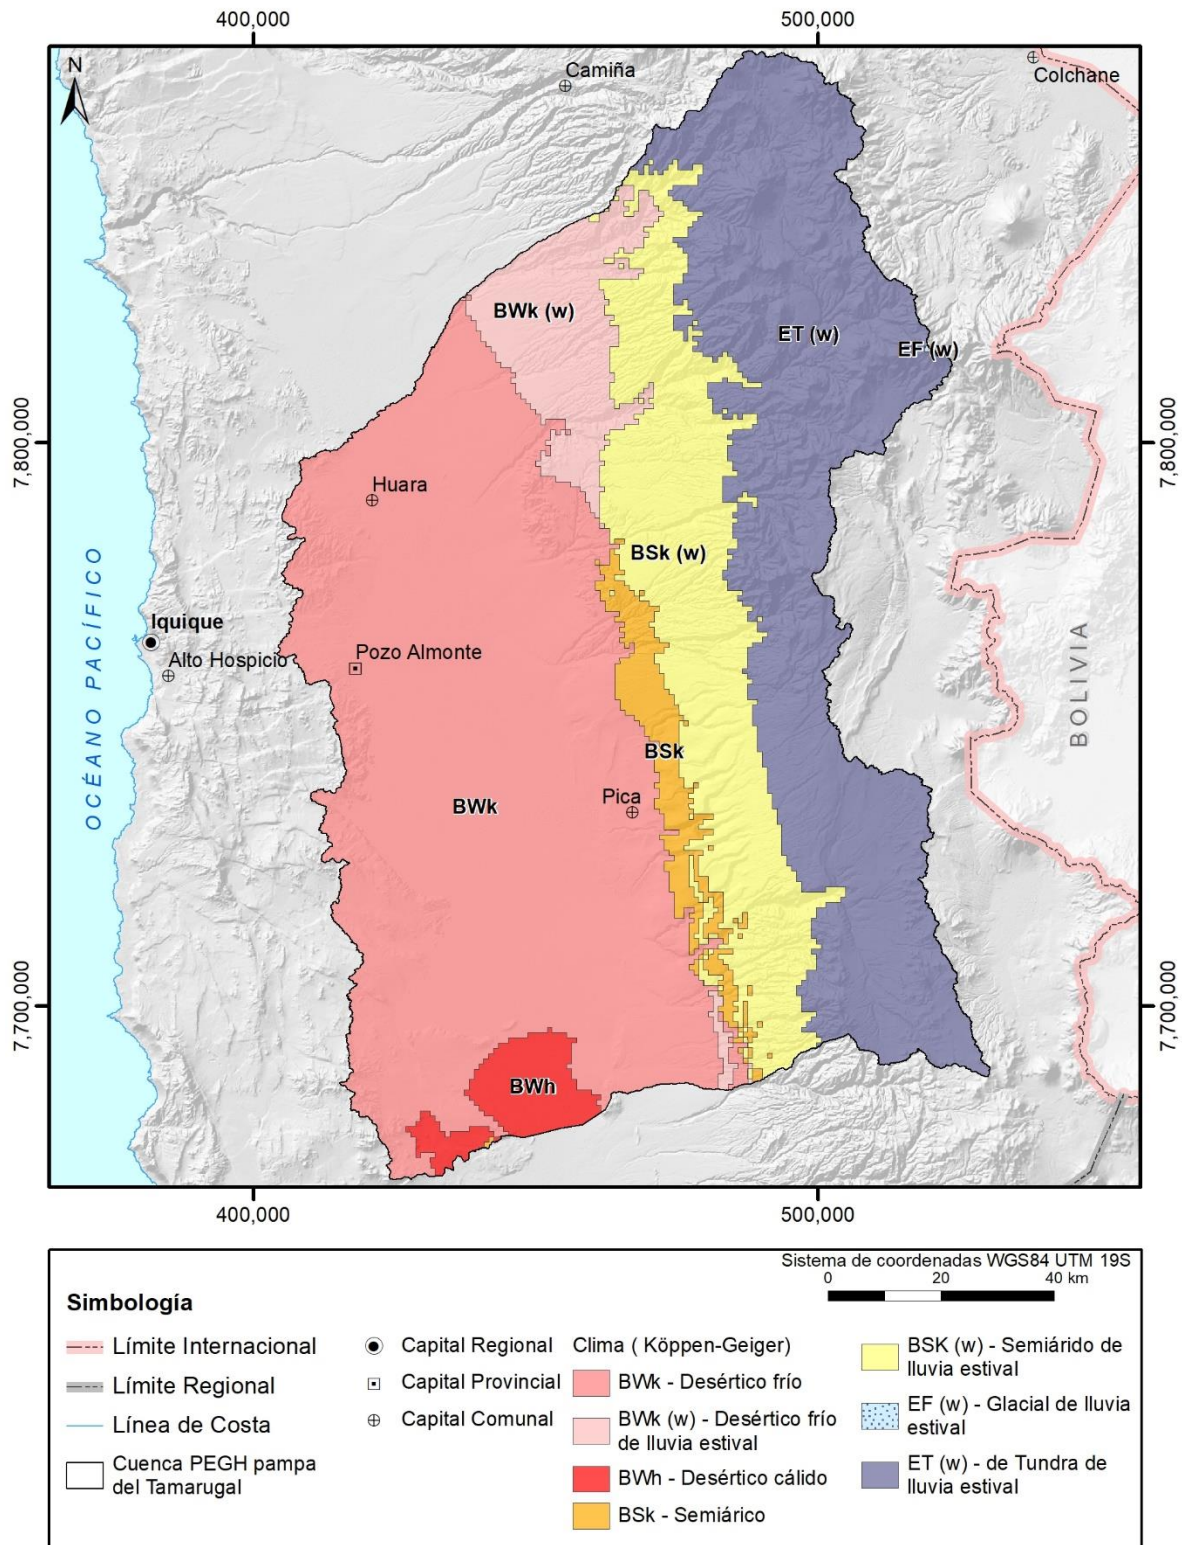 400,000
500,000
N
Camiña
Colchane
BWk (w)
ET (w)
EF (w)
7,800,000
7,800,000
Huara
BSk (w)
OCÉANO PACÍFICO
Iquique
Alto Hospicio
Pozo Almonte
BOLIVIA
BSk
Pica
BWk
7,700,000
7,700,000
BWh
400,000
500,000
Sistema de coordenadas WGS84 UTM 19S
0 20 40 km
Simbología
Límite Internacional
Límite Regional
Línea de Costa
Cuenca PEGH pampa
del Tamarugal
Capital Regional
Capital Provincial
Capital Comunal
Clima ( Köppen-Geiger)
BWk - Desértico frío
BWk (w) - Desértico frío
de lluvia estival
BWh - Desértico cálido
BSk - Semiárico
BSK (w) - Semiárido de
lluvia estival
EF (w) - Glacial de lluvia
estival
ET (w) - de Tundra de
lluvia estival